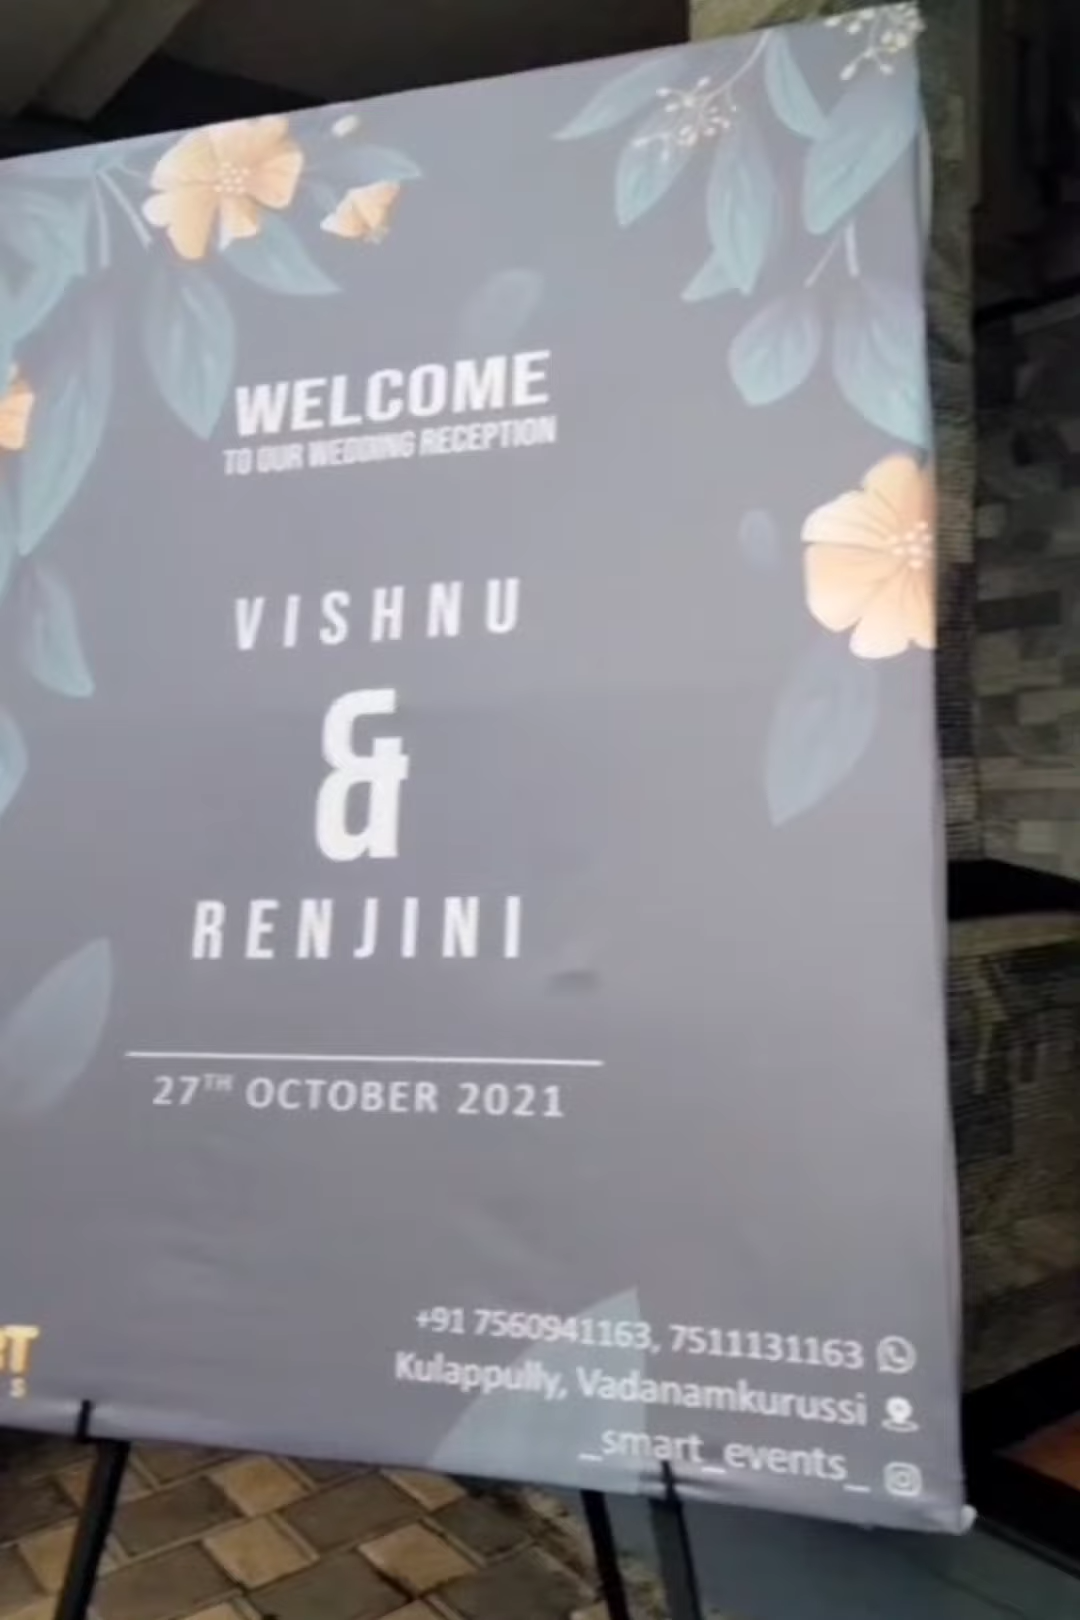 WELCOME
TO OUR WEDDING RECEPTION
VISHNU
&
RENJINI
27TH OCTOBER 2021
+91 7560941163, 7511131163
Kulappully, Vadanamkurussi
_smart_events_